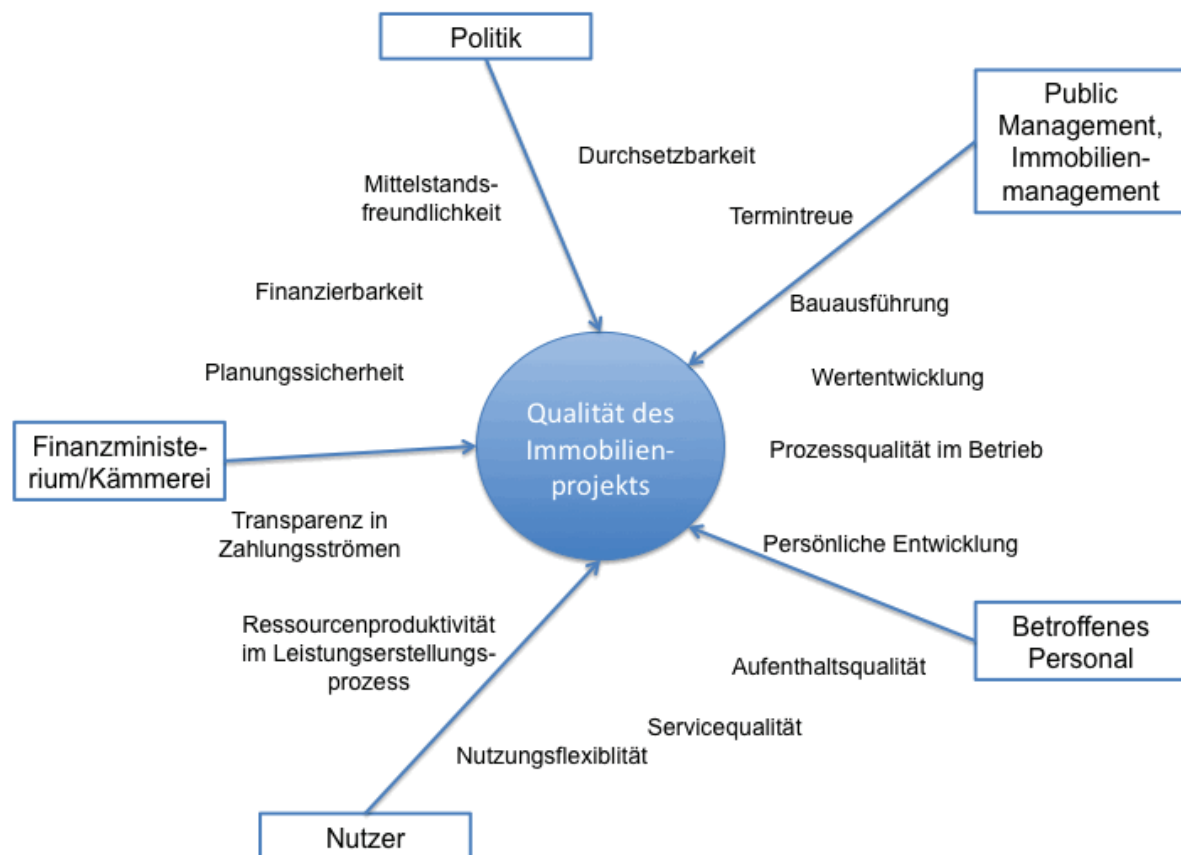 Politik
Public
Management,
Immobilien-
management
Durchsetzbarkeit
Mittelstands-
freundlichkeit
Termintreue
Finanzierbarkeit
Bauausführung
Planungssicherheit
Wertentwicklung
Qualität des
Immobilien-
projekts
Finanzministe-
rium/Kämmerei
Prozessqualität im Betrieb
Transparenz in
Zahlungsströmen
Persönliche Entwicklung
Ressourcenproduktivität
im Leistungserstellungs-
prozess
Betroffenes
Personal
Aufenthaltsqualität
Servicequalität
Nutzungsflexiblität
Nutzer